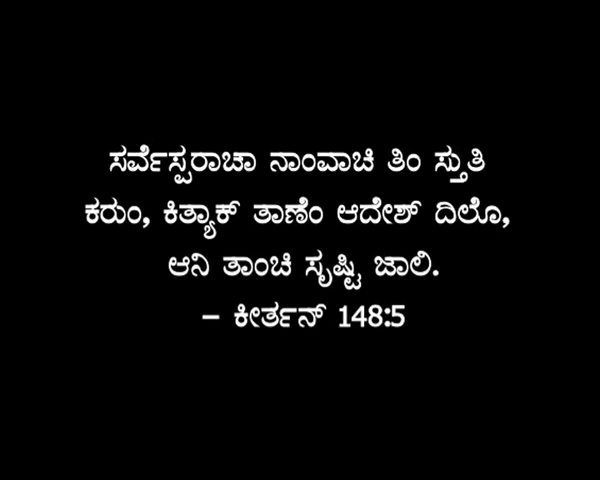 ಸರ್ವೆಸ್ಪರಾಚಾ ನಾಂವಾಚಿ ತಿಂ ಸ್ತುತಿ
ಕರುಂ, ಕಿತ್ಯಾಕ್ ತಾಣೆಂ ಆದೇಶ್ ದಿಲೊ,
ಆನಿ ತಾಂಚಿ ಸೃಷ್ಟಿ ಜಾಲಿ.
– ಕೀರ್ತನ್ 148:5